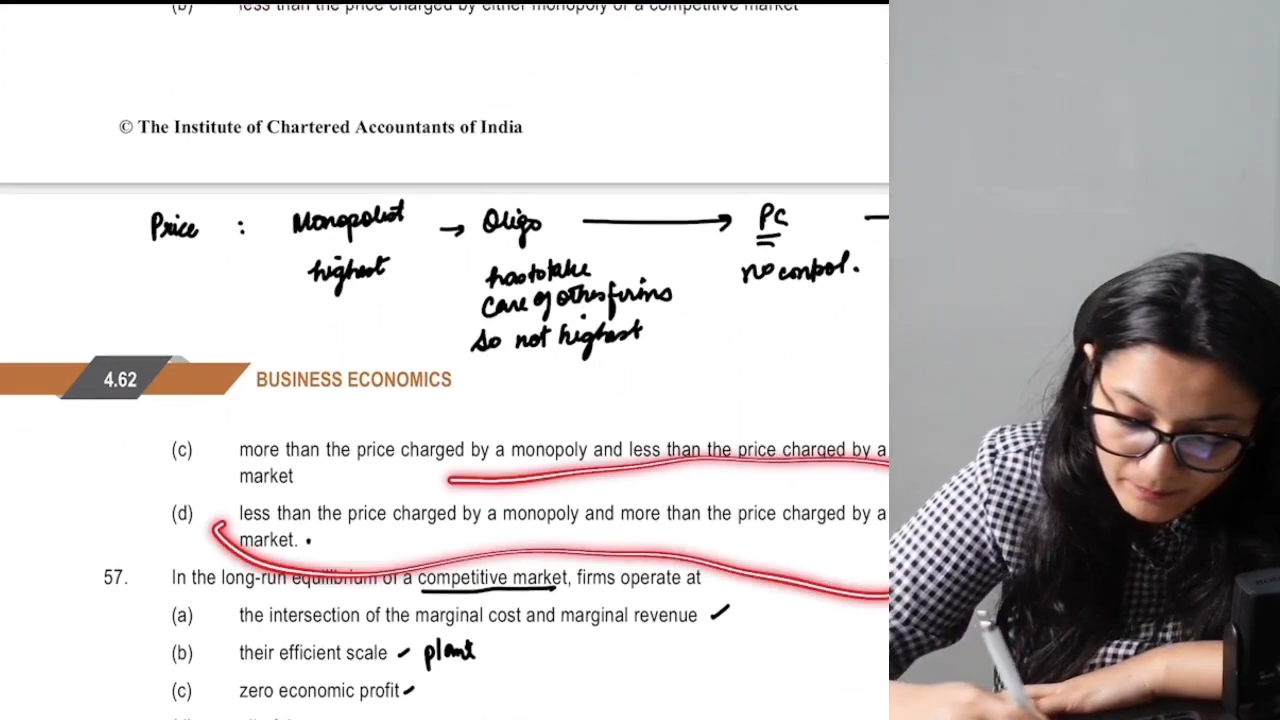 (b) less than the price charged by either monopoly or a competitive market
© The Institute of Chartered Accountants of India
Price : Monopolist → Oligo → PC
highest has to take no control.
care of other firms
so not highest
4.62 BUSINESS ECONOMICS
(c) more than the price charged by a monopoly and less than the price charged by a
market
(d) less than the price charged by a monopoly and more than the price charged by a
market.
57. In the long-run equilibrium of a competitive market, firms operate at
(a) the intersection of the marginal cost and marginal revenue
(b) their efficient scale plant
(c) zero economic profit